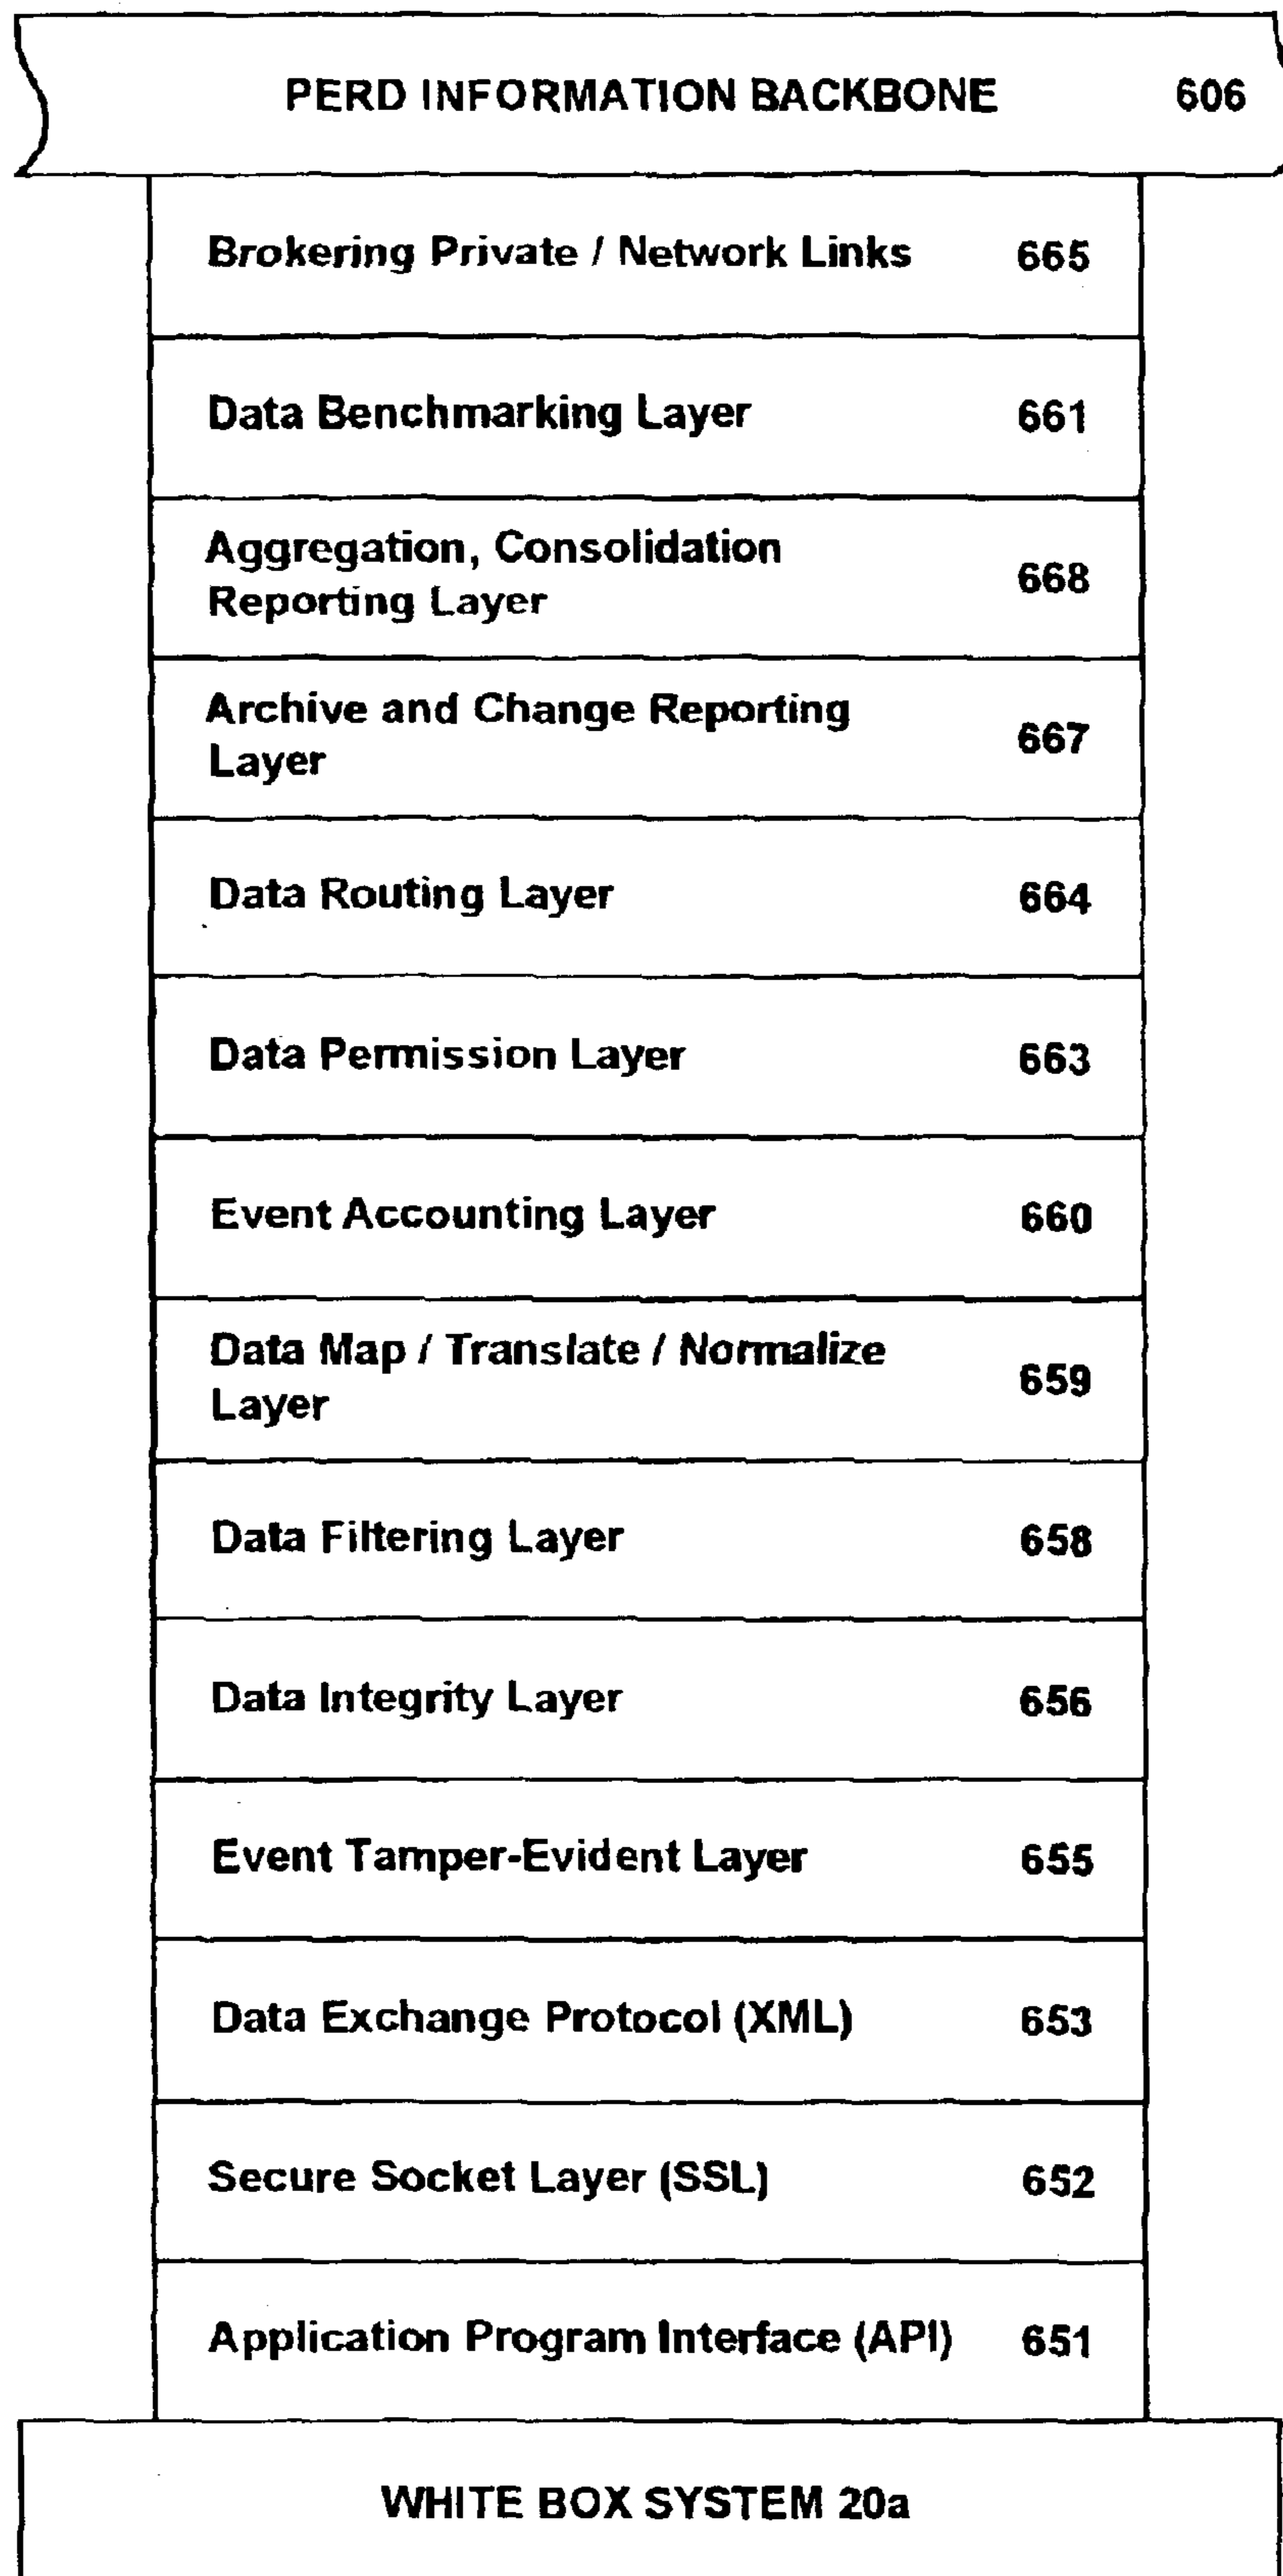 PERD INFORMATION BACKBONE 606
Brokering Private / Network Links 665
Data Benchmarking Layer 661
Aggregation, Consolidation
Reporting Layer 668
Archive and Change Reporting
Layer 667
Data Routing Layer 664
Data Permission Layer 663
Event Accounting Layer 660
Data Map / Translate / Normalize
Layer 659
Data Filtering Layer 658
Data Integrity Layer 656
Event Tamper-Evident Layer 655
Data Exchange Protocol (XML) 653
Secure Socket Layer (SSL) 652
Application Program Interface (API) 651
WHITE BOX SYSTEM 20a